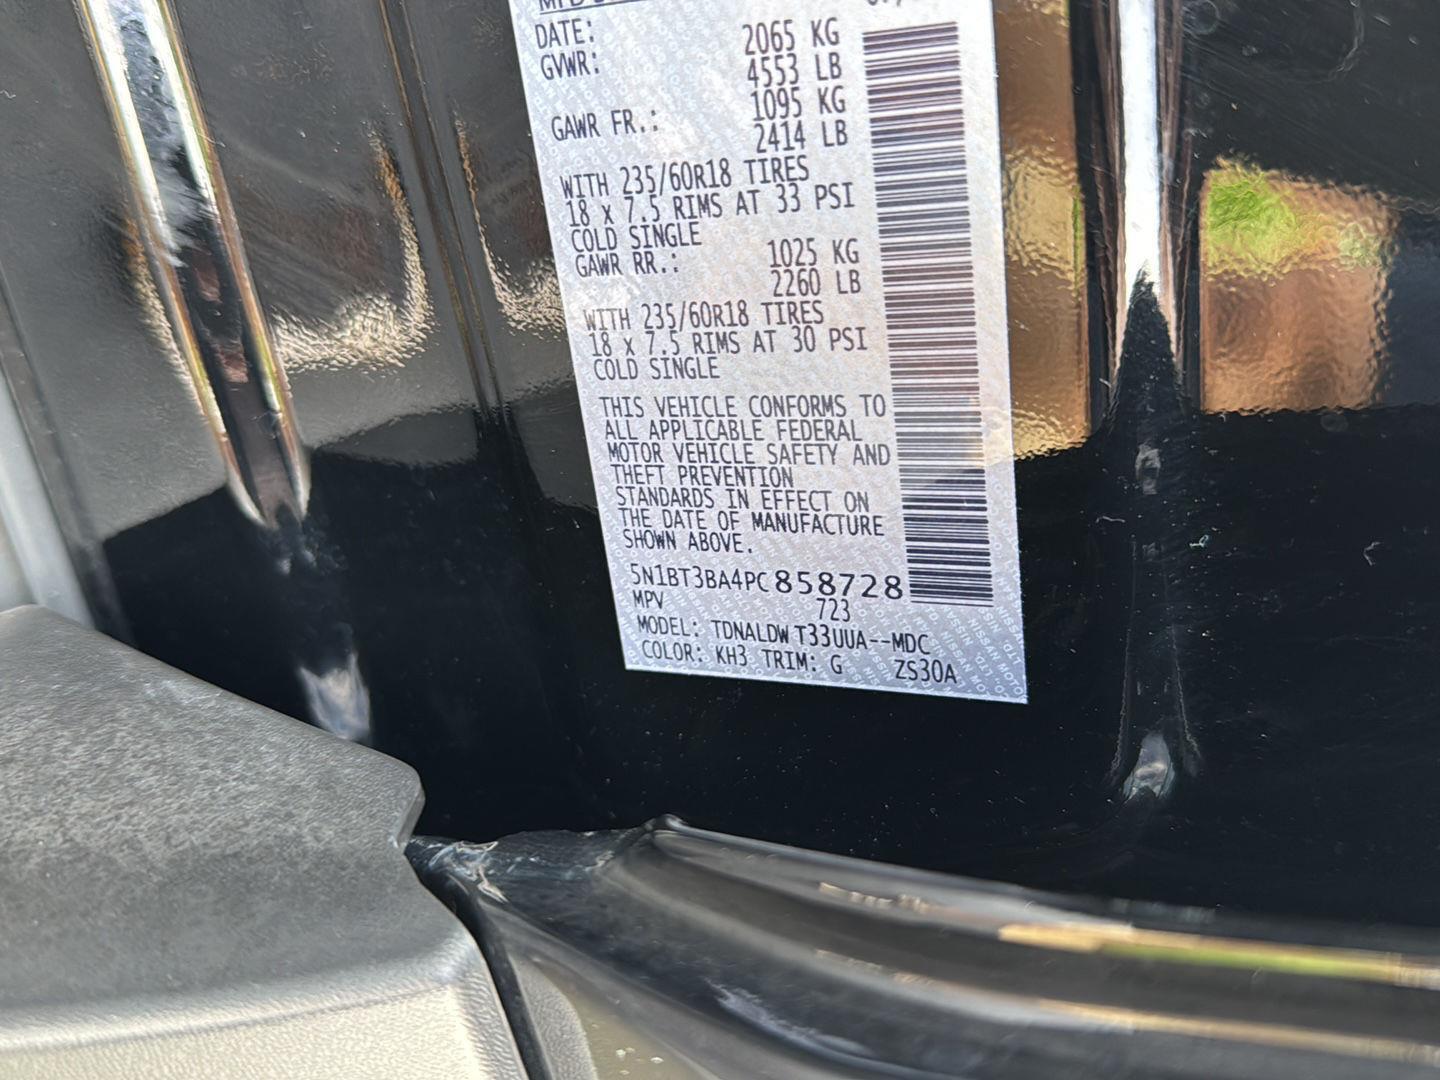 DATE:
GVWR: 2065 KG
4553 LB
GAWR FR.: 1095 KG
2414 LB
WITH 235/60R18 TIRES
18 x 7.5 RIMS AT 33 PSI
COLD SINGLE
GAWR RR.: 1025 KG
2260 LB
WITH 235/60R18 TIRES
18 x 7.5 RIMS AT 30 PSI
COLD SINGLE
THIS VEHICLE CONFORMS TO
ALL APPLICABLE FEDERAL
MOTOR VEHICLE SAFETY AND
THEFT PREVENTION
STANDARDS IN EFFECT ON
THE DATE OF MANUFACTURE
SHOWN ABOVE.
5N1BT3BA4PC858728
MPV 723
MODEL: TDNALDW T33UUA--MDC
COLOR: KH3 TRIM: G ZS30A